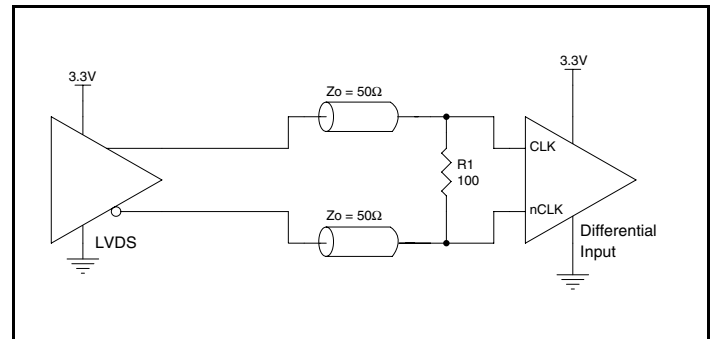 3.3V
3.3V
Zo = 50Ω
CLK
R1
100
nCLK
Zo = 50Ω
LVDS
Differential
Input